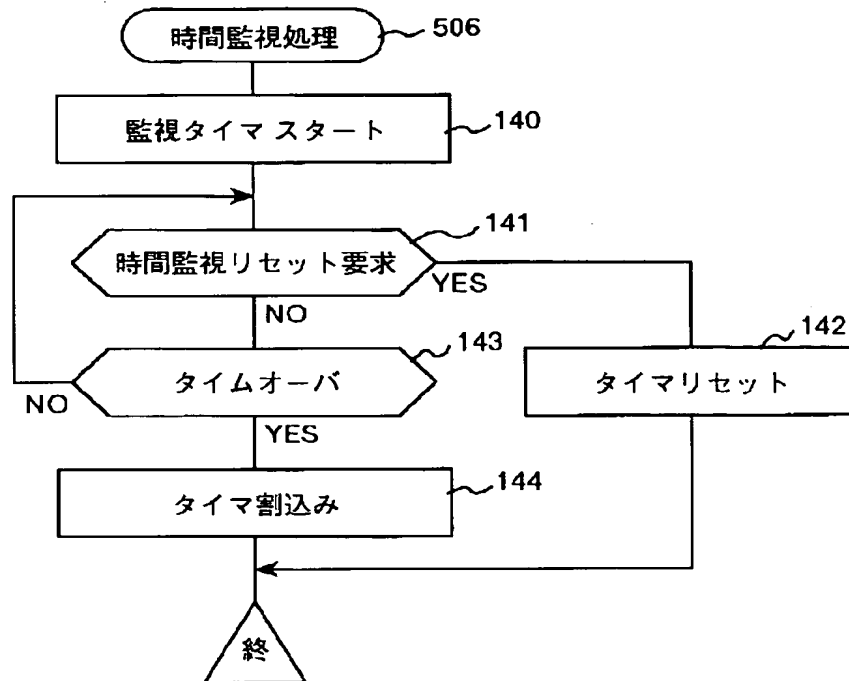 時間監視処理
506
監視タイマ スタート
140
時間監視リセット要求
141
YES
NO
タイムオーバ
143
NO
YES
タイマリセット
142
タイマ割込み
144
終